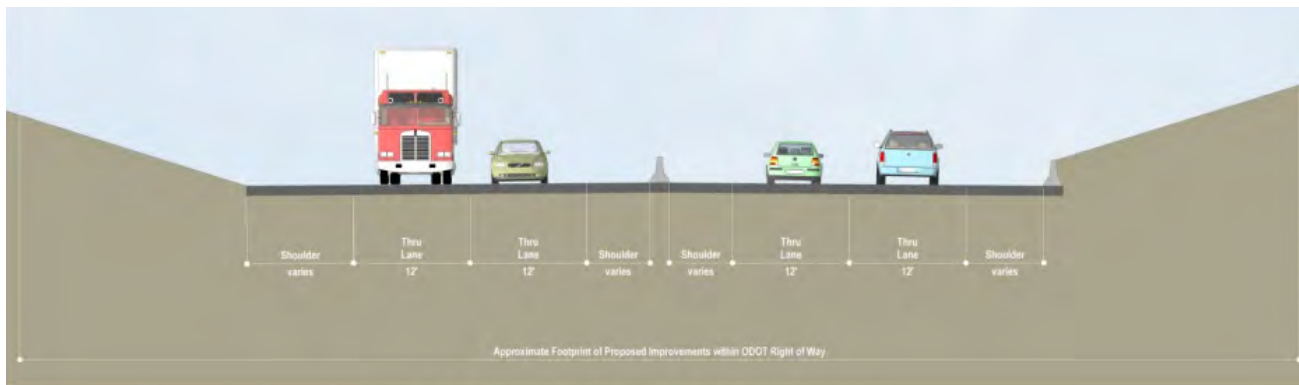 Shoulder
varies
Thru
Lane
12'
Thru
Lane
12'
Shoulder
varies
Shoulder
varies
Thru
Lane
12'
Thru
Lane
12'
Shoulder
varies
Approximate Footprint of Proposed Improvements within ODOT Right of Way